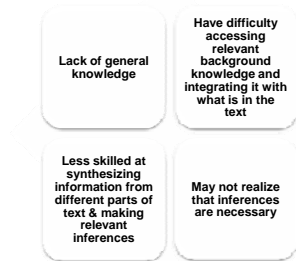 Lack of general
knowledge
Have difficulty
accessing
relevant
background
knowledge and
integrating it with
what is in the
text
Less skilled at
synthesizing
information from
different parts of
text & making
relevant
inferences
May not realize
that inferences
are necessary